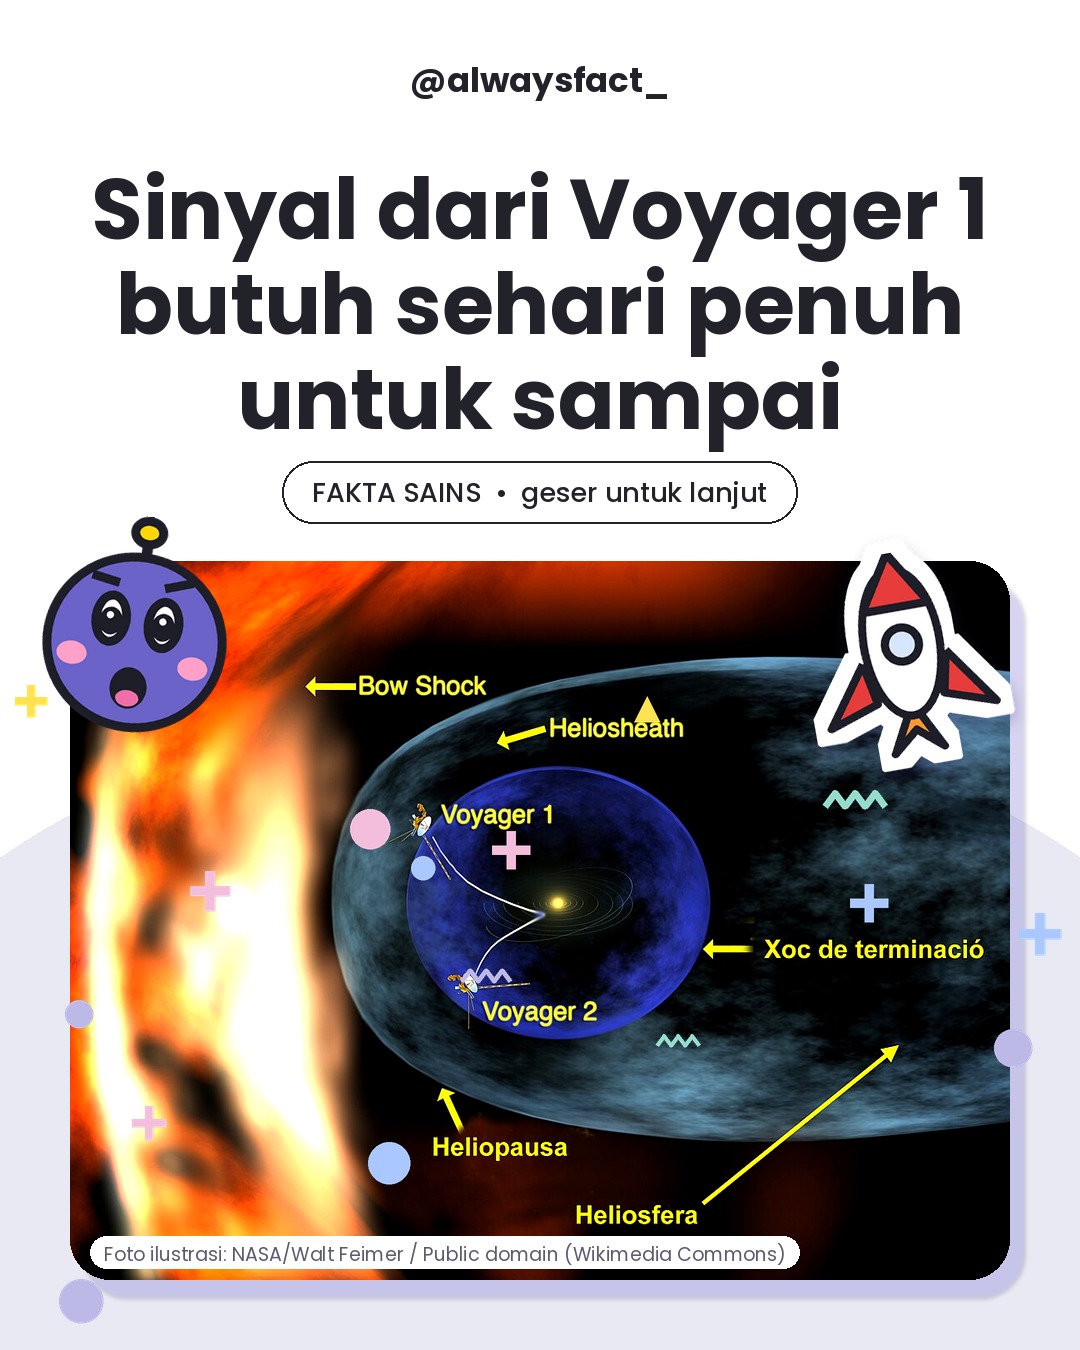 @alwaysfact_
Sinyal dari Voyager 1
butuh sehari penuh
untuk sampai
FAKTA SAINS • geser untuk lanjut
Bow Shock
Heliosheath
Voyager 1
Xoc de terminació
Voyager 2
Heliopausa
Heliosfera
Foto ilustrasi: NASA/Walt Feimer / Public domain (Wikimedia Commons)